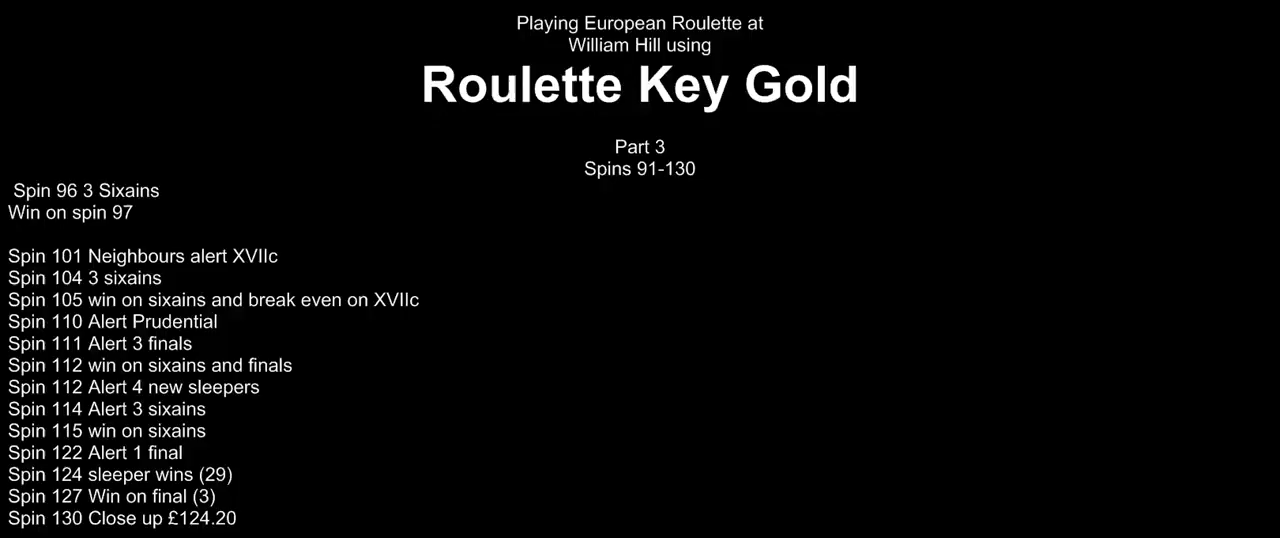 Playing European Roulette at
William Hill using
Roulette Key Gold
Part 3
Spins 91-130
Spin 96 3 Sixains
Win on spin 97
Spin 101 Neighbours alert XVIIc
Spin 104 3 sixains
Spin 105 win on sixains and break even on XVIIc
Spin 110 Alert Prudential
Spin 111 Alert 3 finals
Spin 112 win on sixains and finals
Spin 112 Alert 4 new sleepers
Spin 114 Alert 3 sixains
Spin 115 win on sixains
Spin 122 Alert 1 final
Spin 124 sleeper wins (29)
Spin 127 Win on final (3)
Spin 130 Close up £124.20